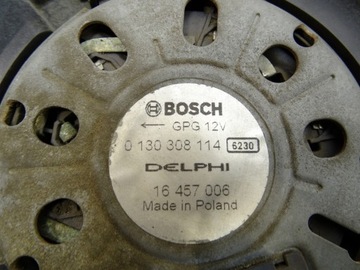 BOSCH
← GPG 12V
0 130 308 114 6230
DELPHI
16 457 006
Made in Poland